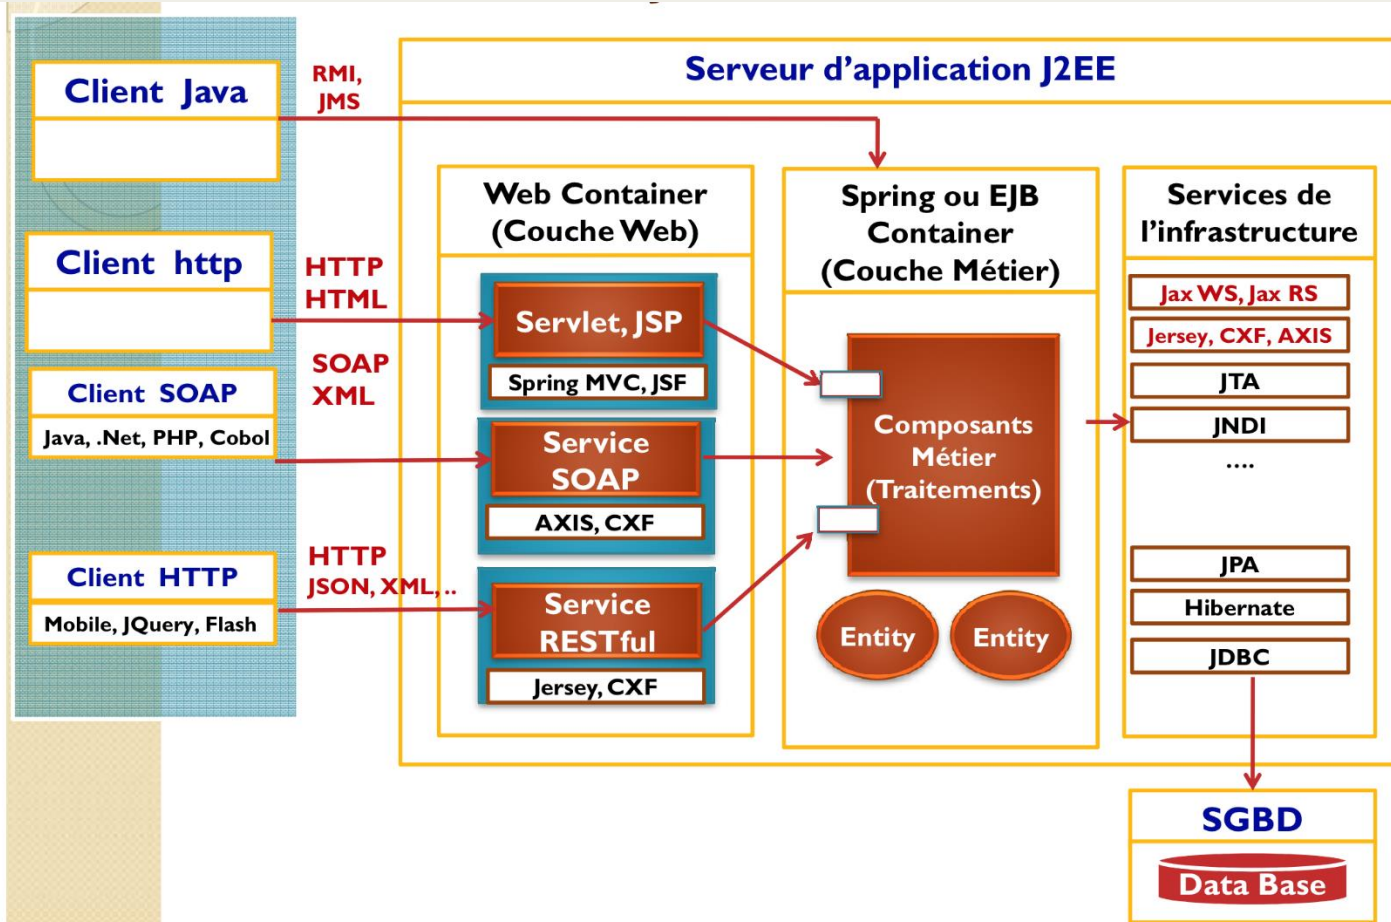 Serveur d'application J2EE
Client Java
RMI,
JMS
Client http
HTTP
HTML
Client SOAP
Java, .Net, PHP, Cobol
SOAP
XML
Client HTTP
Mobile, JQuery, Flash
HTTP
JSON, XML, ..
Web Container
(Couche Web)
Servlet, JSP
Spring MVC, JSF
Service
SOAP
AXIS, CXF
Service
RESTful
Jersey, CXF
Spring ou EJB
Container
(Couche Métier)
Composants
Métier
(Traitements)
Entity
Entity
Services de
l'infrastructure
Jax WS, Jax RS
Jersey, CXF, AXIS
JTA
JNDI
....
JPA
Hibernate
JDBC
SGBD
Data Base